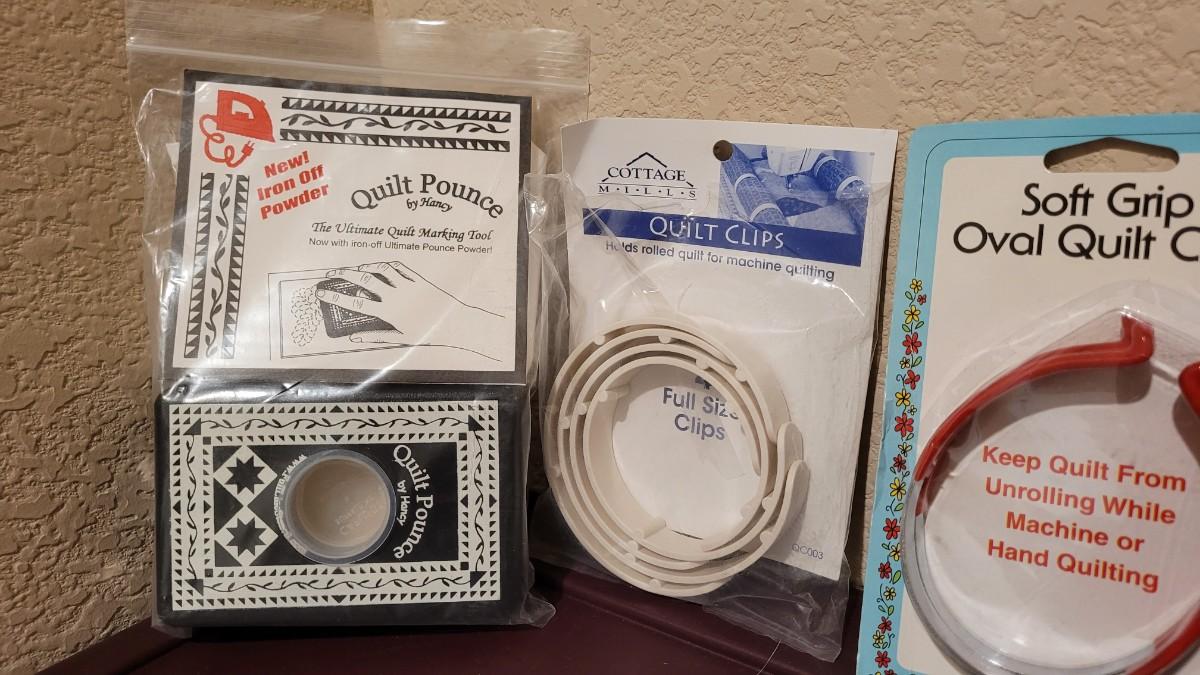 New!
Iron Off
Powder
Quilt Pounce
by Hancy
The Ultimate Quilt Marking Tool
Now with iron-off Ultimate Pounce Powder!
Quilt Pounce
by Hancy
COTTAGE
M•I•L•L•S
QUILT CLIPS
Holds rolled quilt for machine quilting
4
Full Size
Clips
QC003
Soft Grip
Oval Quilt C
Keep Quilt From
Unrolling While
Machine or
Hand Quilting